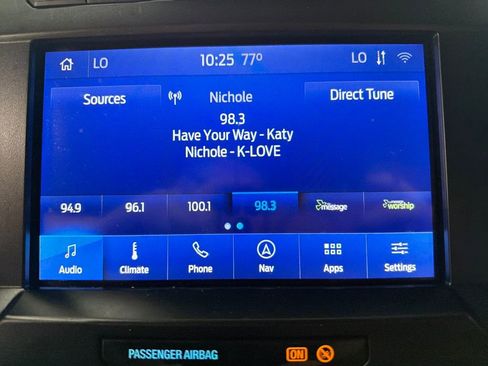 LO 10:25 77° LO
Sources Nichole Direct Tune
98.3
Have Your Way - Katy
Nichole - K-LOVE
94.9 96.1 100.1 98.3 message worship
Audio Climate Phone Nav Apps Settings
PASSENGER AIRBAG ON